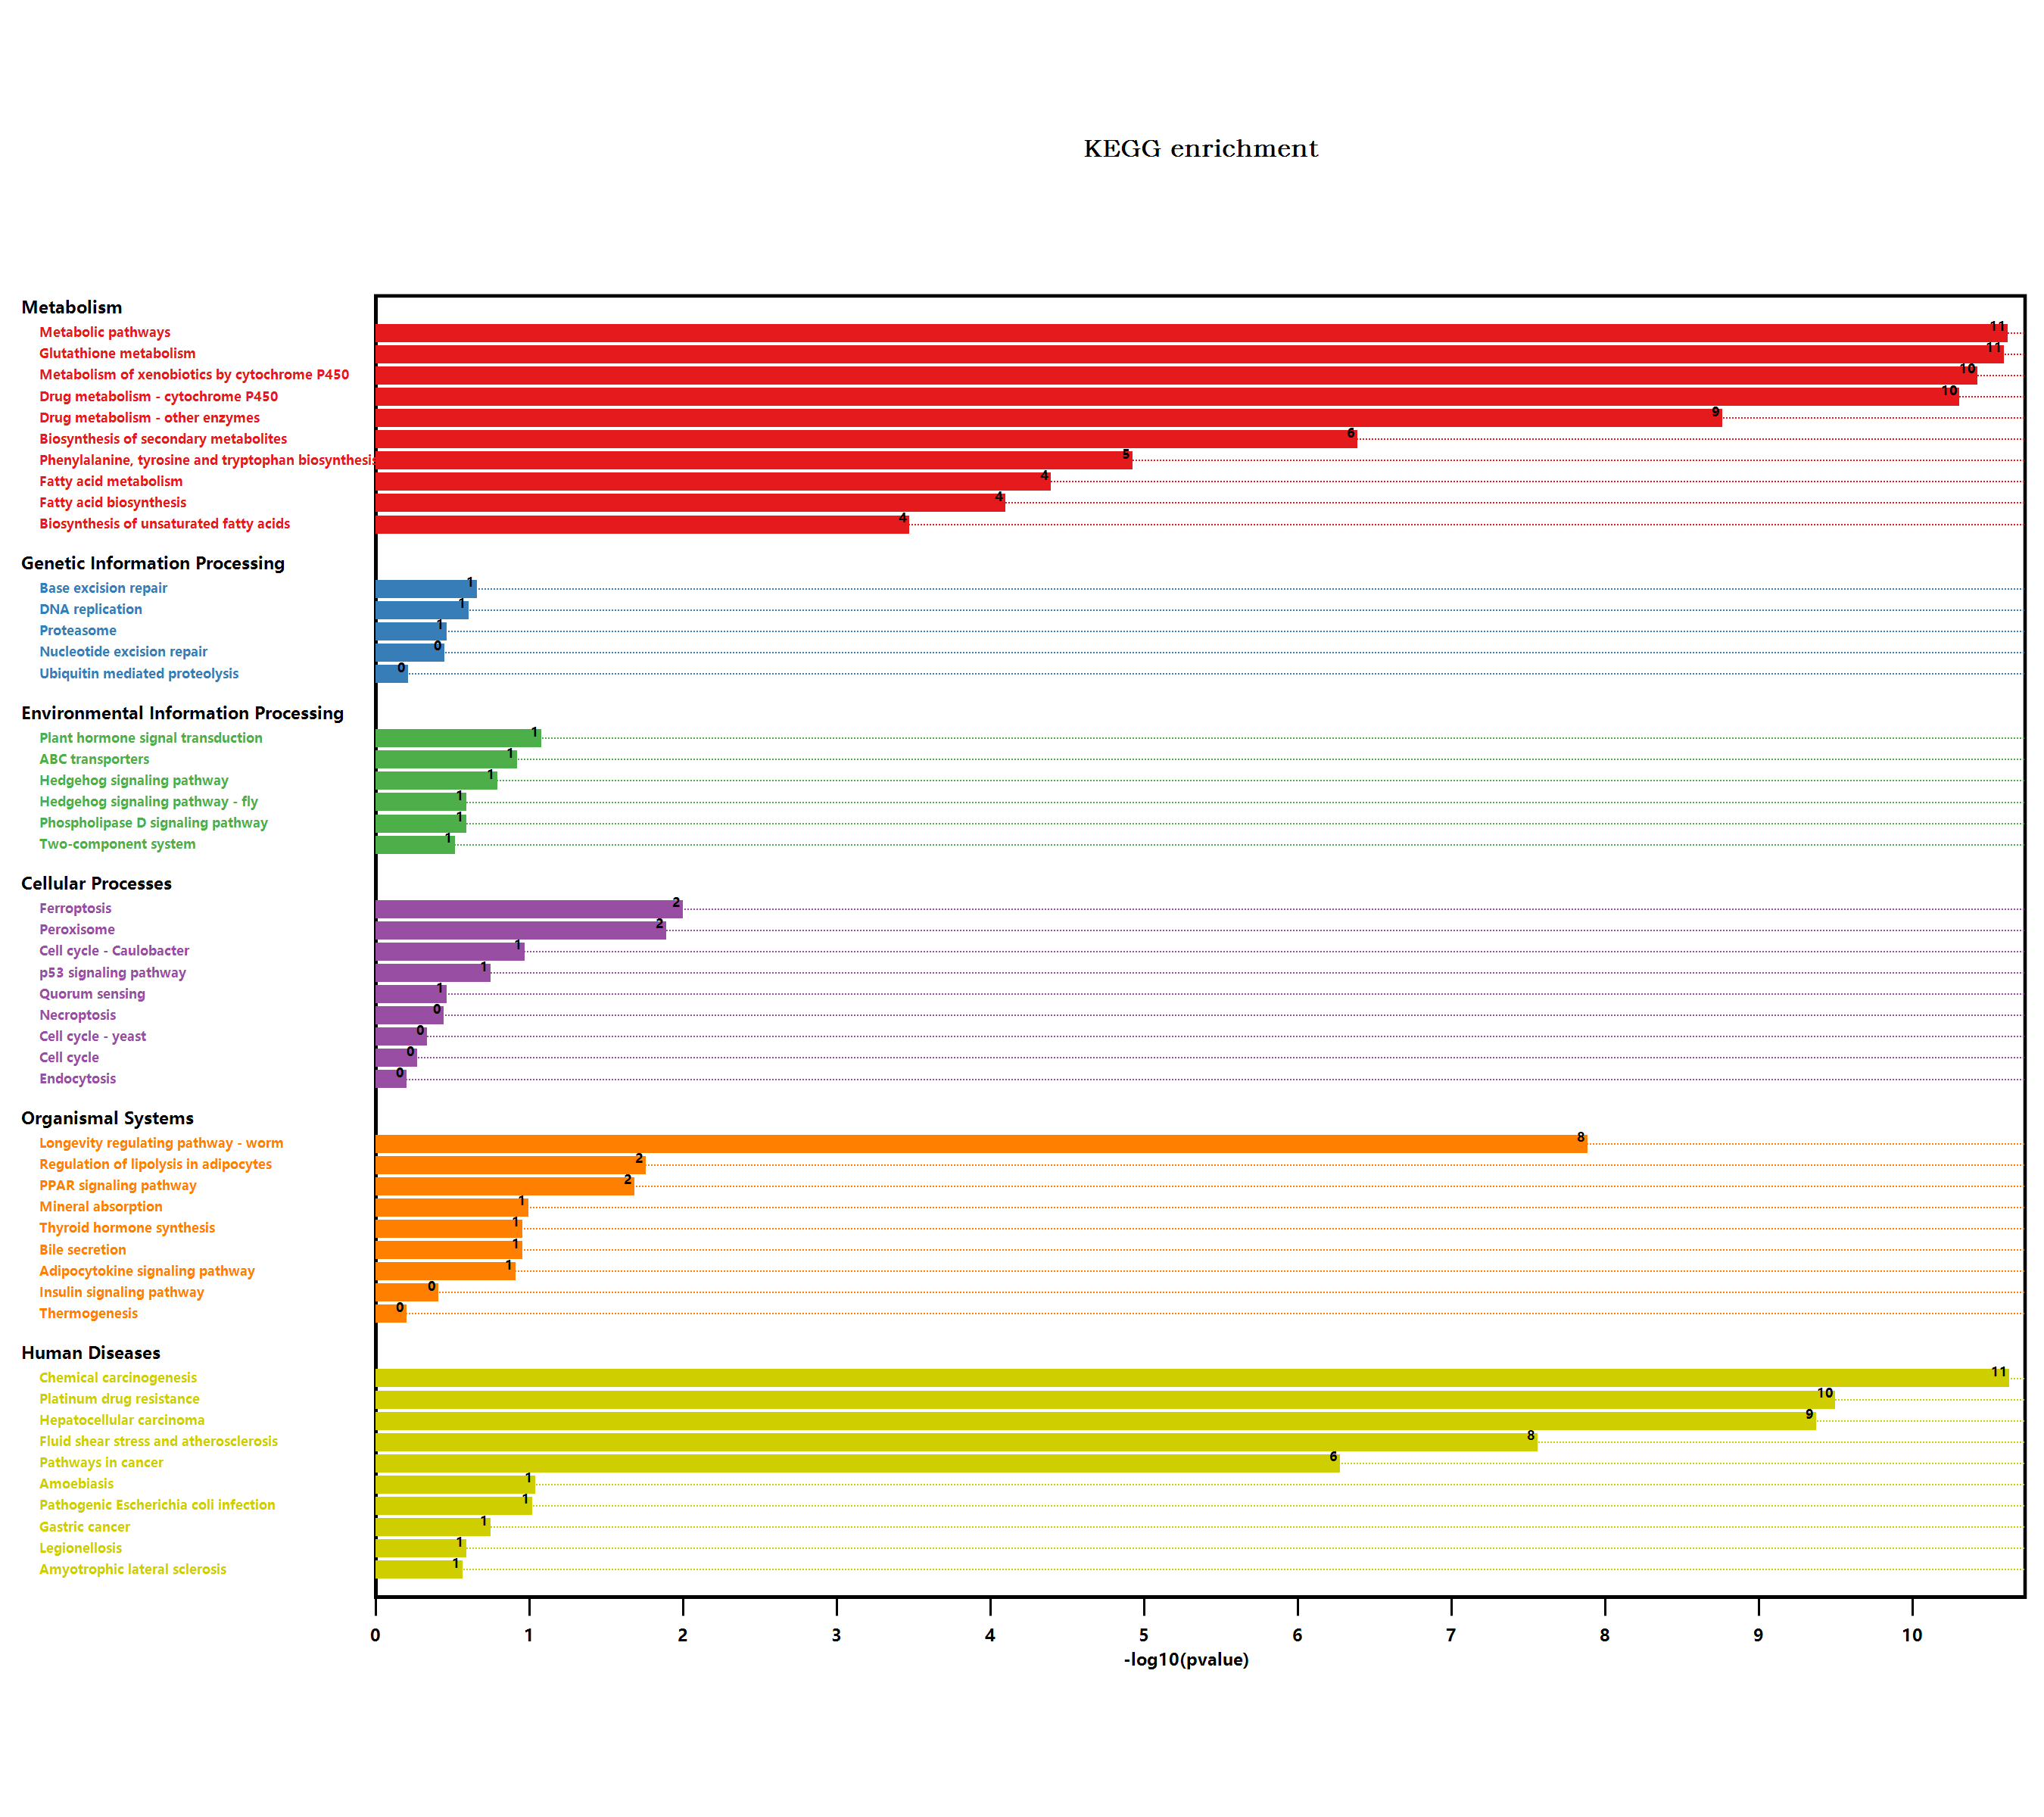 KEGG enrichment
Metabolism
Metabolic pathways 11
Glutathione metabolism 11
Metabolism of xenobiotics by cytochrome P450 10
Drug metabolism - cytochrome P450 10
Drug metabolism - other enzymes 9
Biosynthesis of secondary metabolites 6
Phenylalanine, tyrosine and tryptophan biosynthesis 5
Fatty acid metabolism 4
Fatty acid biosynthesis 4
Biosynthesis of unsaturated fatty acids 4
Genetic Information Processing
Base excision repair 1
DNA replication 1
Proteasome 1
Nucleotide excision repair 0
Ubiquitin mediated proteolysis 0
Environmental Information Processing
Plant hormone signal transduction 1
ABC transporters 1
Hedgehog signaling pathway 1
Hedgehog signaling pathway - fly 1
Phospholipase D signaling pathway 1
Two-component system 1
Cellular Processes
Ferroptosis 2
Peroxisome 2
Cell cycle - Caulobacter 1
p53 signaling pathway 1
Quorum sensing 1
Necroptosis 0
Cell cycle - yeast 0
Cell cycle 0
Endocytosis 0
Organismal Systems
Longevity regulating pathway - worm 8
Regulation of lipolysis in adipocytes 2
PPAR signaling pathway 2
Mineral absorption 1
Thyroid hormone synthesis 1
Bile secretion 1
Adipocytokine signaling pathway 1
Insulin signaling pathway 0
Thermogenesis 0
Human Diseases
Chemical carcinogenesis 11
Platinum drug resistance 10
Hepatocellular carcinoma 9
Fluid shear stress and atherosclerosis 8
Pathways in cancer 6
Amoebiasis 1
Pathogenic Escherichia coli infection 1
Gastric cancer 1
Legionellosis 1
Amyotrophic lateral sclerosis 1
0 1 2 3 4 5 6 7 8 9 10
-log10(pvalue)